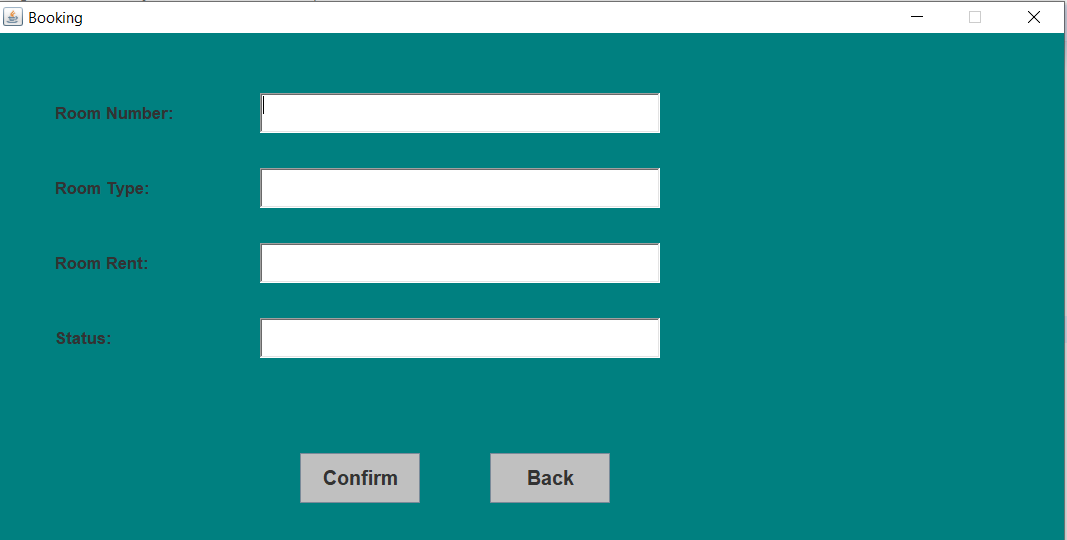 Booking
Room Number:
Room Type:
Room Rent:
Status:
Confirm
Back